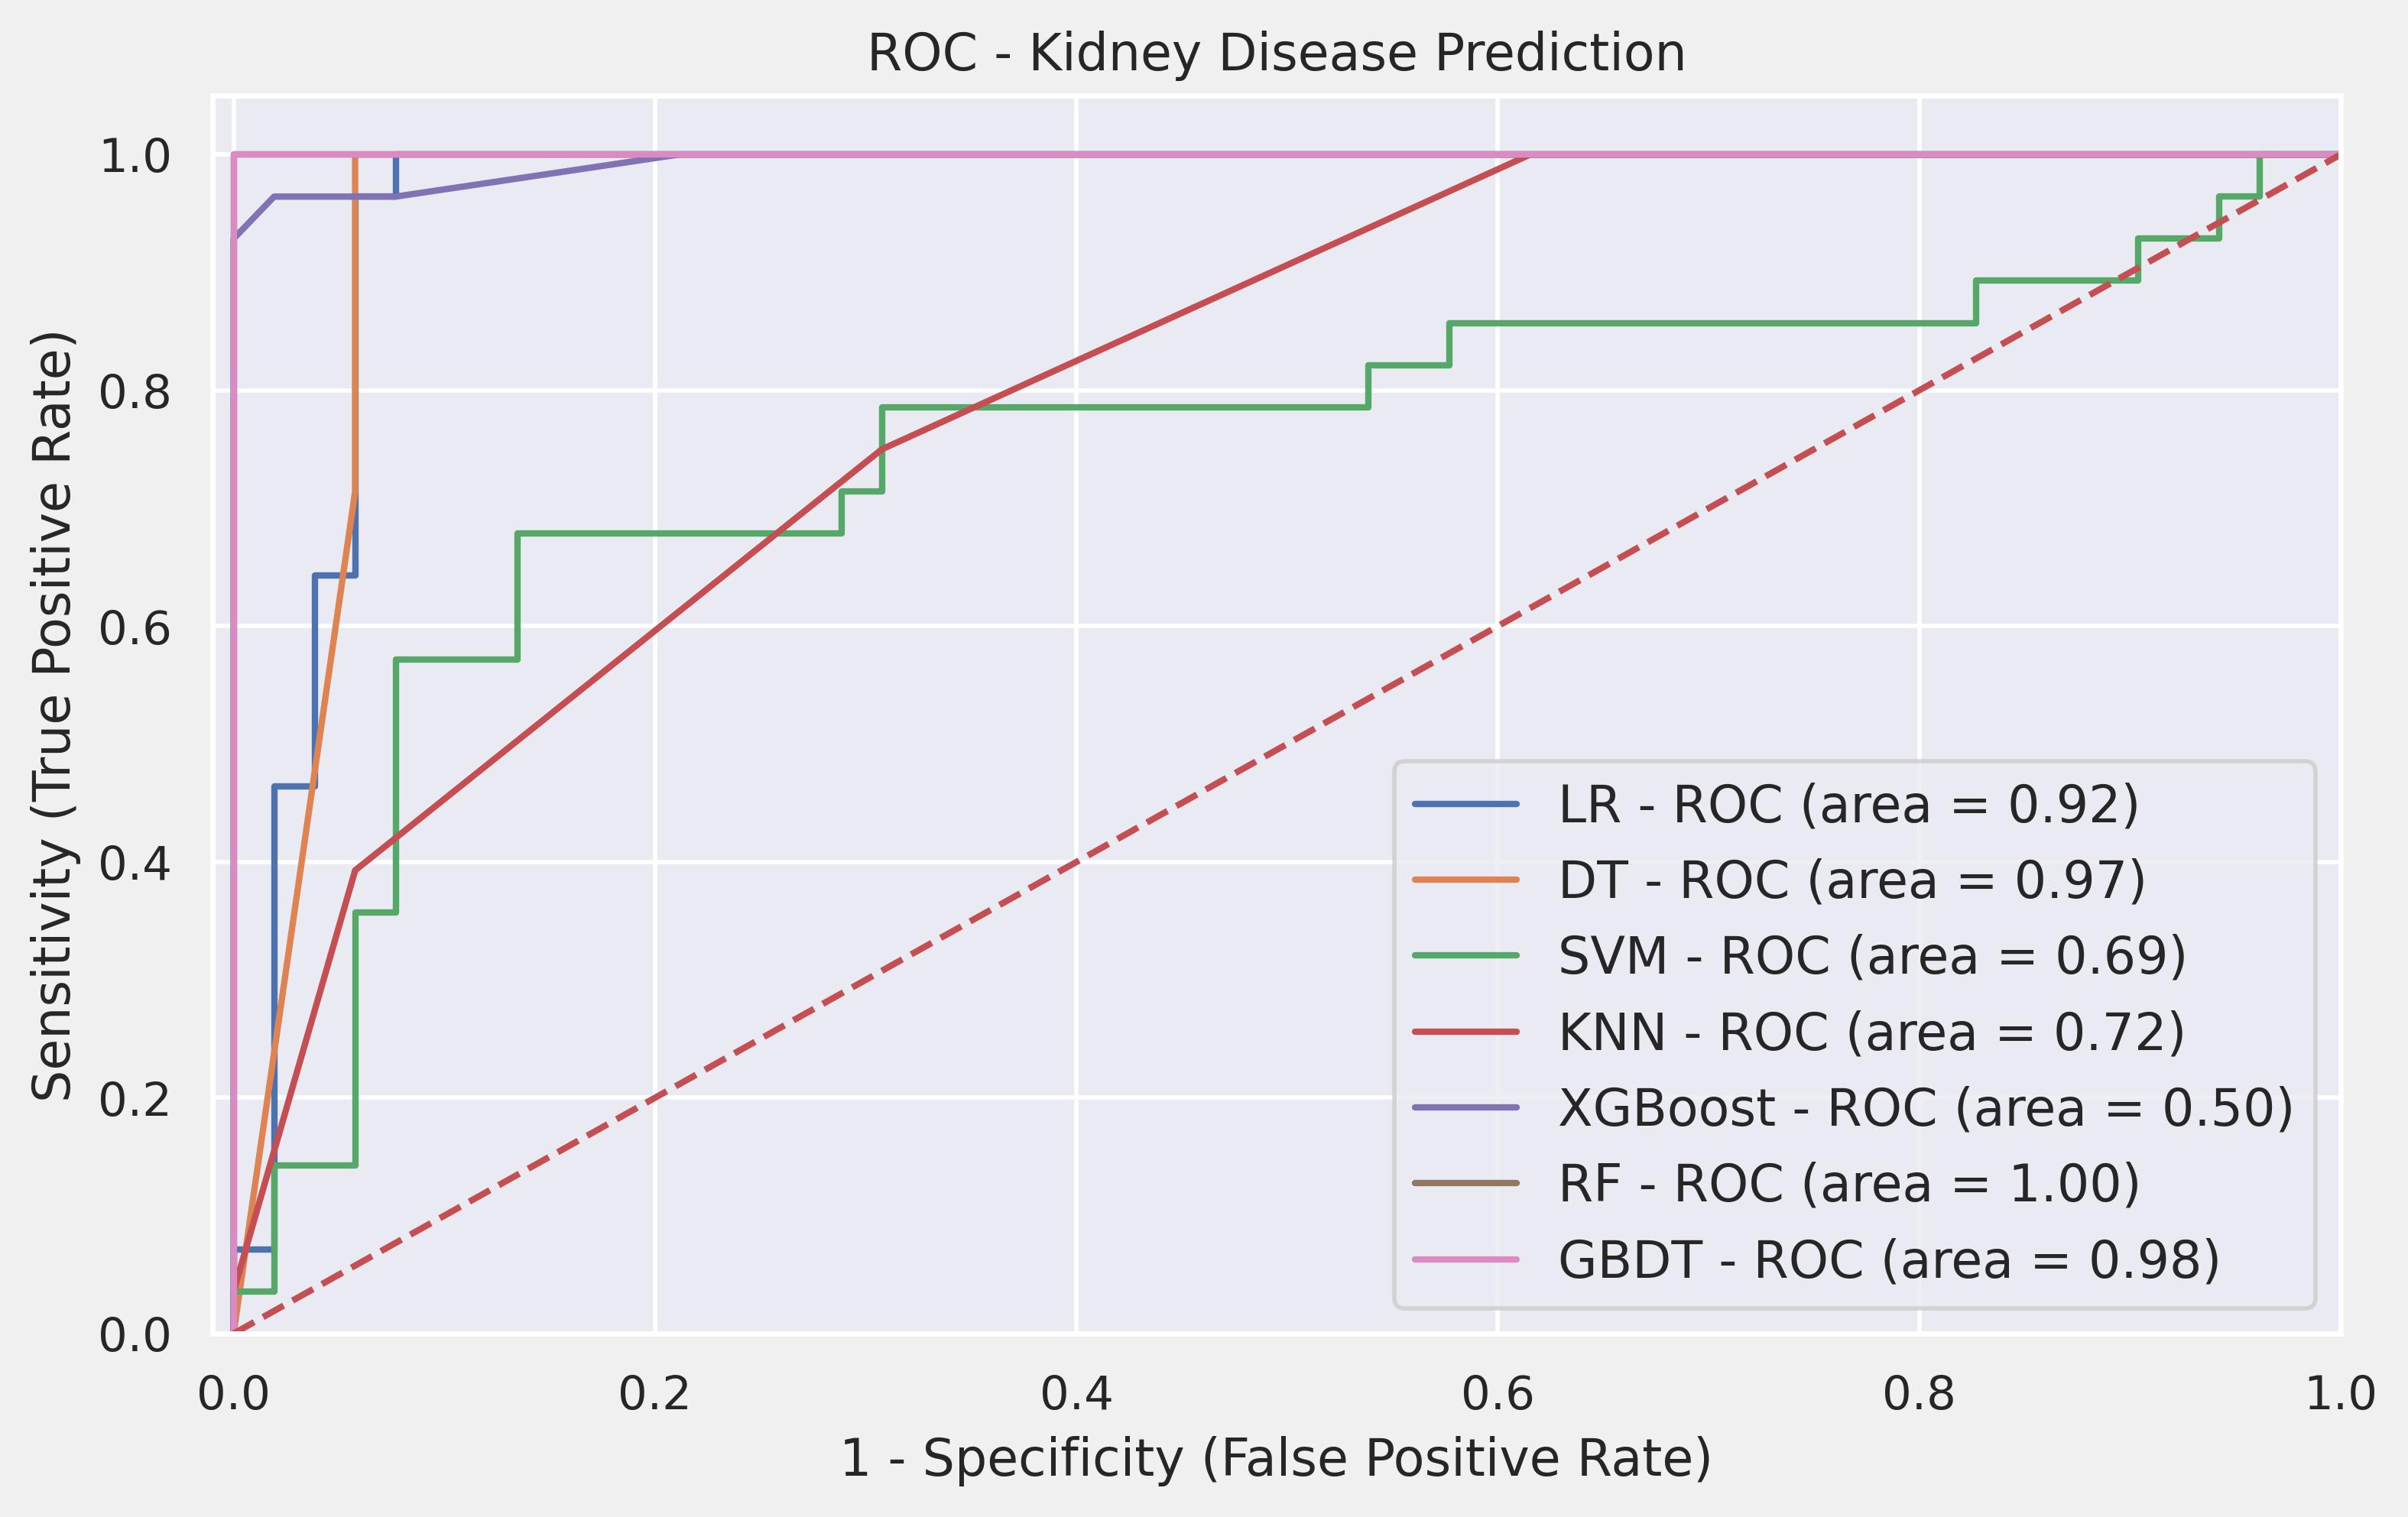 ROC - Kidney Disease Prediction
Sensitivity (True Positive Rate)
1.0
0.8
0.6
0.4
0.2
0.0
LR - ROC (area = 0.92)
DT - ROC (area = 0.97)
SVM - ROC (area = 0.69)
KNN - ROC (area = 0.72)
XGBoost - ROC (area = 0.50)
RF - ROC (area = 1.00)
GBDT - ROC (area = 0.98)
0.0 0.2 0.4 0.6 0.8 1.0
1 - Specificity (False Positive Rate)